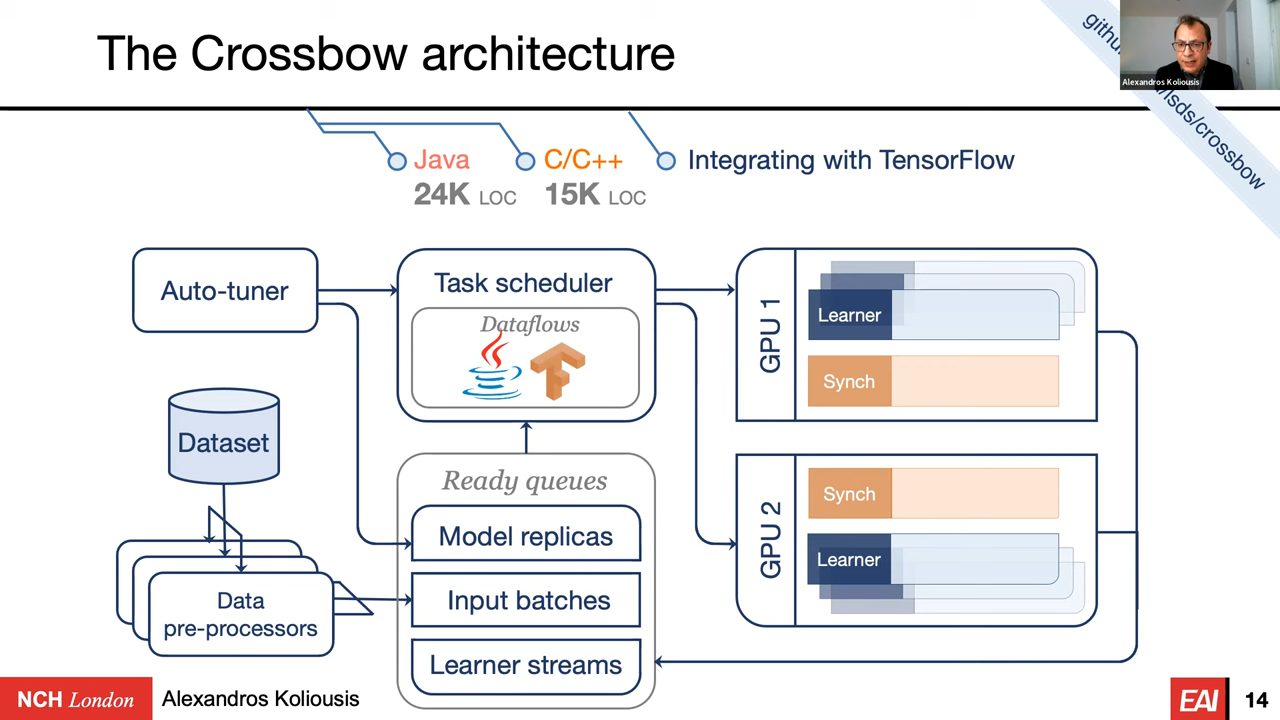 The Crossbow architecture
Alexandros Koliousis
lsds/crossbow
Java
24K LOC
C/C++
15K LOC
Integrating with TensorFlow
Auto-tuner
Task scheduler
Dataflows
GPU 1
Learner
Synch
Dataset
Ready queues
Model replicas
Input batches
Learner streams
Data
pre-processors
GPU 2
Synch
Learner
NCH London
Alexandros Koliousis
EAI
14